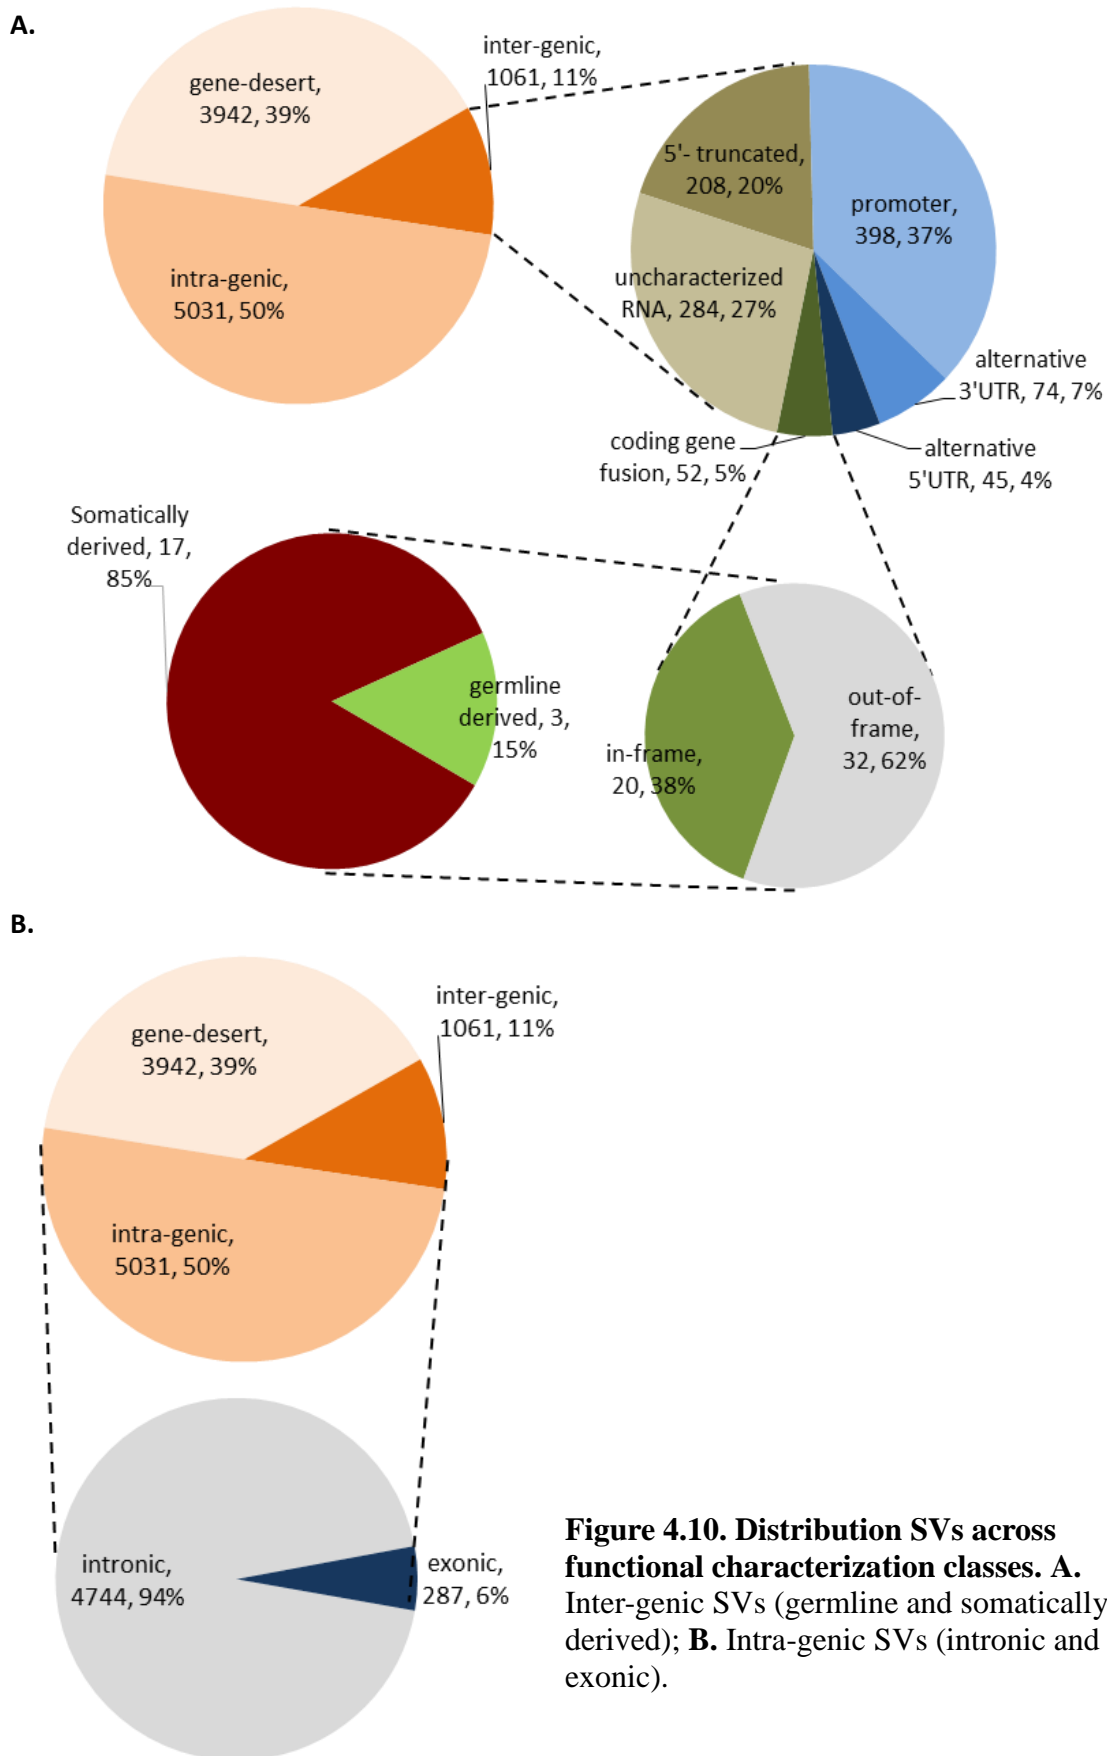 A.
gene-desert,
3942, 39%
inter-genic,
1061, 11%
intra-genic,
5031, 50%
5'- truncated,
208, 20%
promoter,
398, 37%
uncharacterized
RNA, 284, 27%
alternative
3'UTR, 74, 7%
coding gene
fusion, 52, 5%
alternative
5'UTR, 45, 4%
Somatically
derived, 17,
85%
germline
derived, 3,
15%
in-frame,
20, 38%
out-of-
frame,
32, 62%
B.
gene-desert,
3942, 39%
inter-genic,
1061, 11%
intra-genic,
5031, 50%
intronic,
4744, 94%
exonic,
287, 6%
Figure 4.10. Distribution SVs across
functional characterization classes. A.
Inter-genic SVs (germline and somatically
derived); B. Intra-genic SVs (intronic and
exonic).